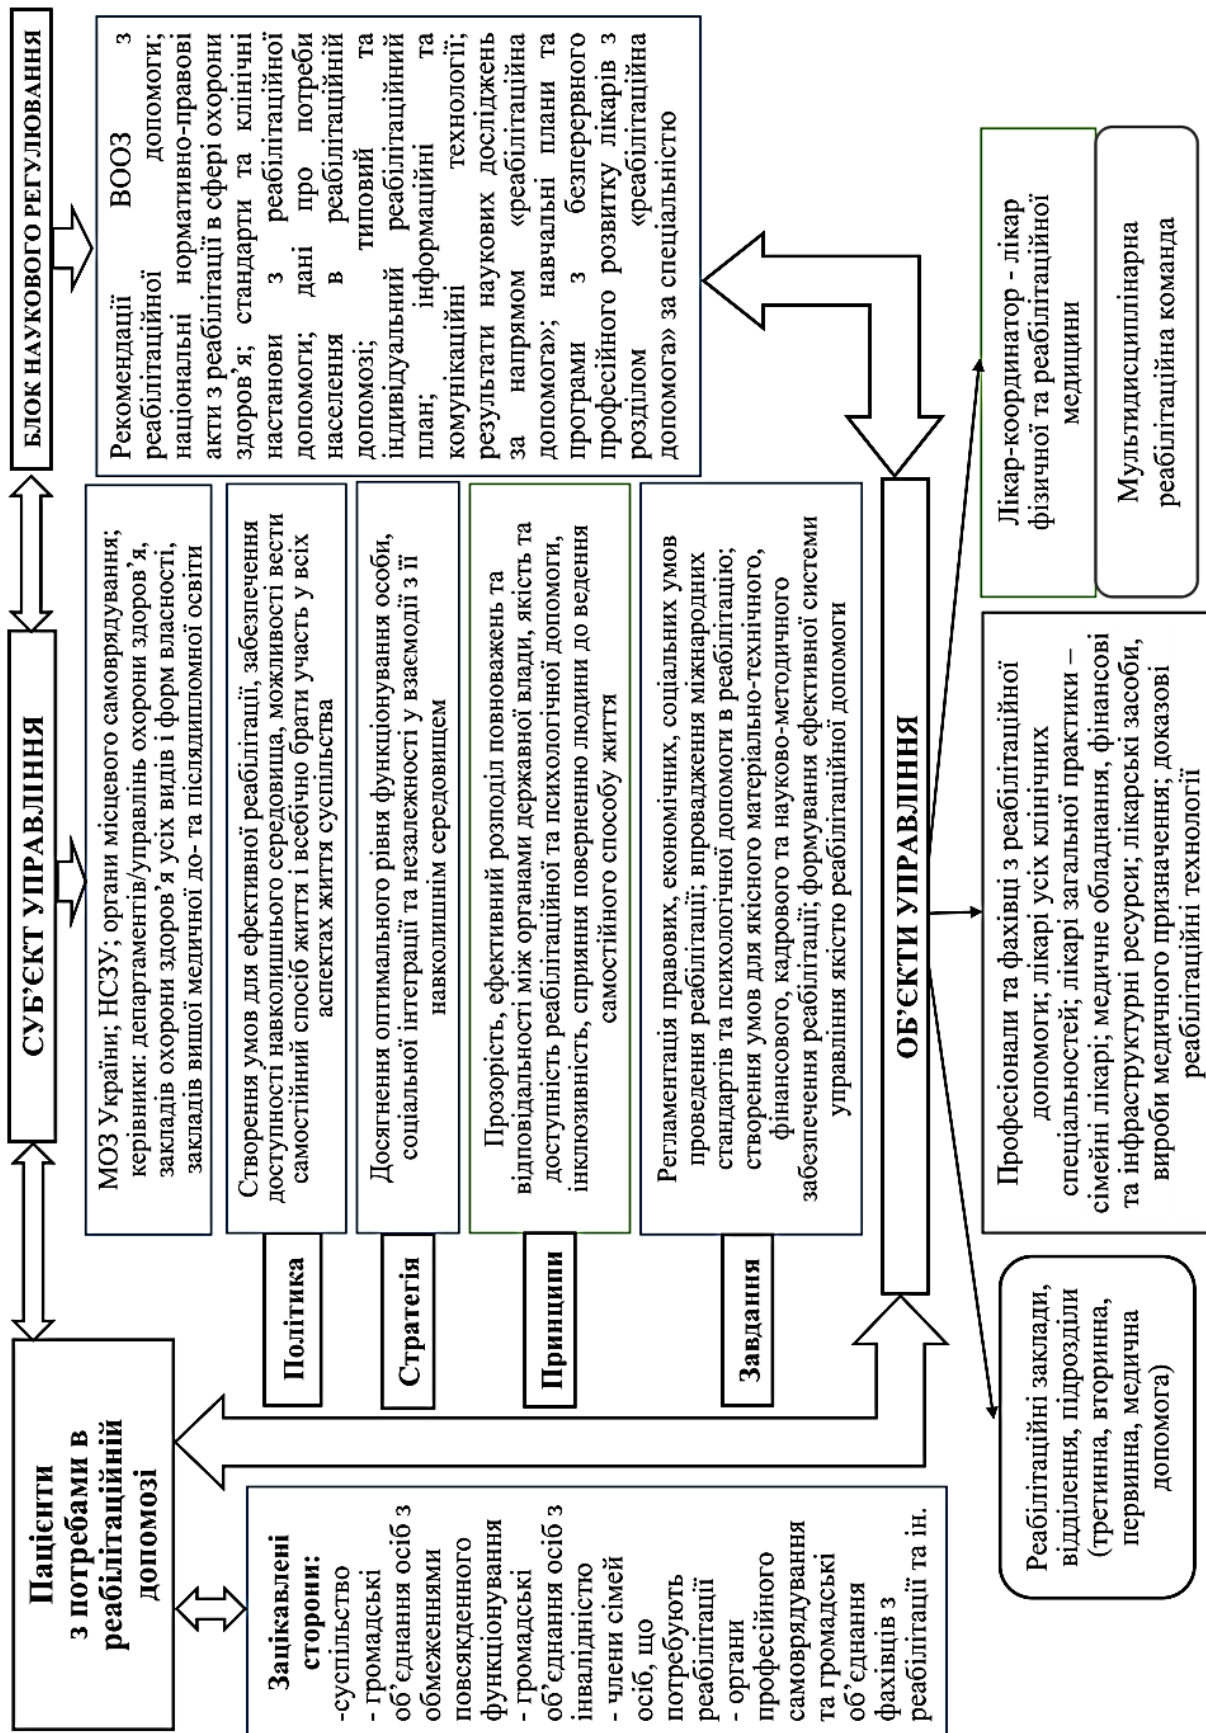 Пацієнти
з потребами в
реабілітаційній
допомозі
СУБ’ЄКТ УПРАВЛІННЯ
БЛОК НАУКОВОГО РЕГУЛЮВАННЯ
Зацікавлені
сторони:
-суспільство
- громадські
об’єднання осіб з
обмеженнями
повсякденного
функціонування
- громадські
об’єднання осіб з
інвалідністю
- члени сімей
осіб, що
потребують
реабілітації
- органи
професійного
самоврядування
та громадські
об’єднання
фахівців з
реабілітації та ін.
МОЗ України; НСЗУ; органи місцевого самоврядування;
керівники: департаментів/управлінь охорони здоров’я,
закладів охорони здоров’я усіх видів і форм власності,
закладів вищої медичної до- та післядипломної освіти
Політика
Створення умов для ефективної реабілітації, забезпечення
доступності навколишнього середовища, можливості вести
самостійний спосіб життя і всебічно брати участь у всіх
аспектах життя суспільства
Стратегія
Досягнення оптимального рівня функціонування особи,
соціальної інтеграції та незалежності у взаємодії з її
навколишнім середовищем
Принципи
Прозорість, ефективний розподіл повноважень та
відповідальності між органами державної влади, якість та
доступність реабілітаційної та психологічної допомоги,
інклюзивність, сприяння поверненню людини до ведення
самостійного способу життя
Завдання
Регламентація правових, економічних, соціальних умов
проведення реабілітації; впровадження міжнародних
стандартів та психологічної допомоги в реабілітацію;
створення умов для якісного матеріально-технічного,
фінансового, кадрового та науково-методичного
забезпечення реабілітації; формування ефективної системи
управління якістю реабілітаційної допомоги
Рекомендації ВООЗ з
реабілітаційної допомоги;
національні нормативно-правові
акти з реабілітації в сфері охорони
здоров’я; стандарти та клінічні
настанови з реабілітаційної
допомоги; дані про потреби
населення в реабілітаційній
допомозі; типовий та
індивідуальний реабілітаційний
план; інформаційні та
комунікаційні технології;
результати наукових досліджень
за напрямом «реабілітаційна
допомога»; навчальні плани та
програми з безперервного
професійного розвитку лікарів з
розділом «реабілітаційна
допомога» за спеціальністю
ОБ’ЄКТИ УПРАВЛІННЯ
Реабілітаційні заклади,
відділення, підрозділи
(третинна, вторинна,
первинна, медична
допомога)
Професіонали та фахівці з реабілітаційної
допомоги; лікарі усіх клінічних
спеціальностей; лікарі загальної практики –
сімейні лікарі; медичне обладнання, фінансові
та інфраструктурні ресурси; лікарські засоби,
вироби медичного призначення; доказові
реабілітаційні технології
Лікар-координатор - лікар
фізичної та реабілітаційної
медицини
Мультидисциплінарна
реабілітаційна команда